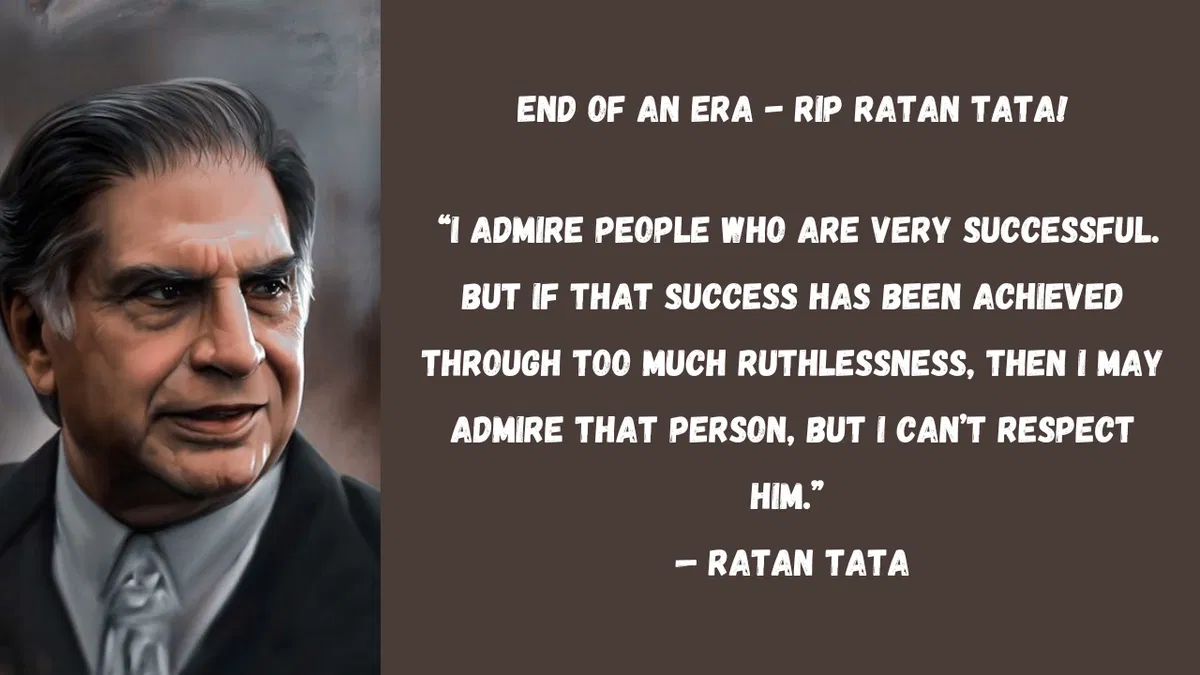 END OF AN ERA – RIP RATAN TATA!
“I ADMIRE PEOPLE WHO ARE VERY SUCCESSFUL.
BUT IF THAT SUCCESS HAS BEEN ACHIEVED
THROUGH TOO MUCH RUTHLESSNESS, THEN I MAY
ADMIRE THAT PERSON, BUT I CAN’T RESPECT
HIM.”
– RATAN TATA